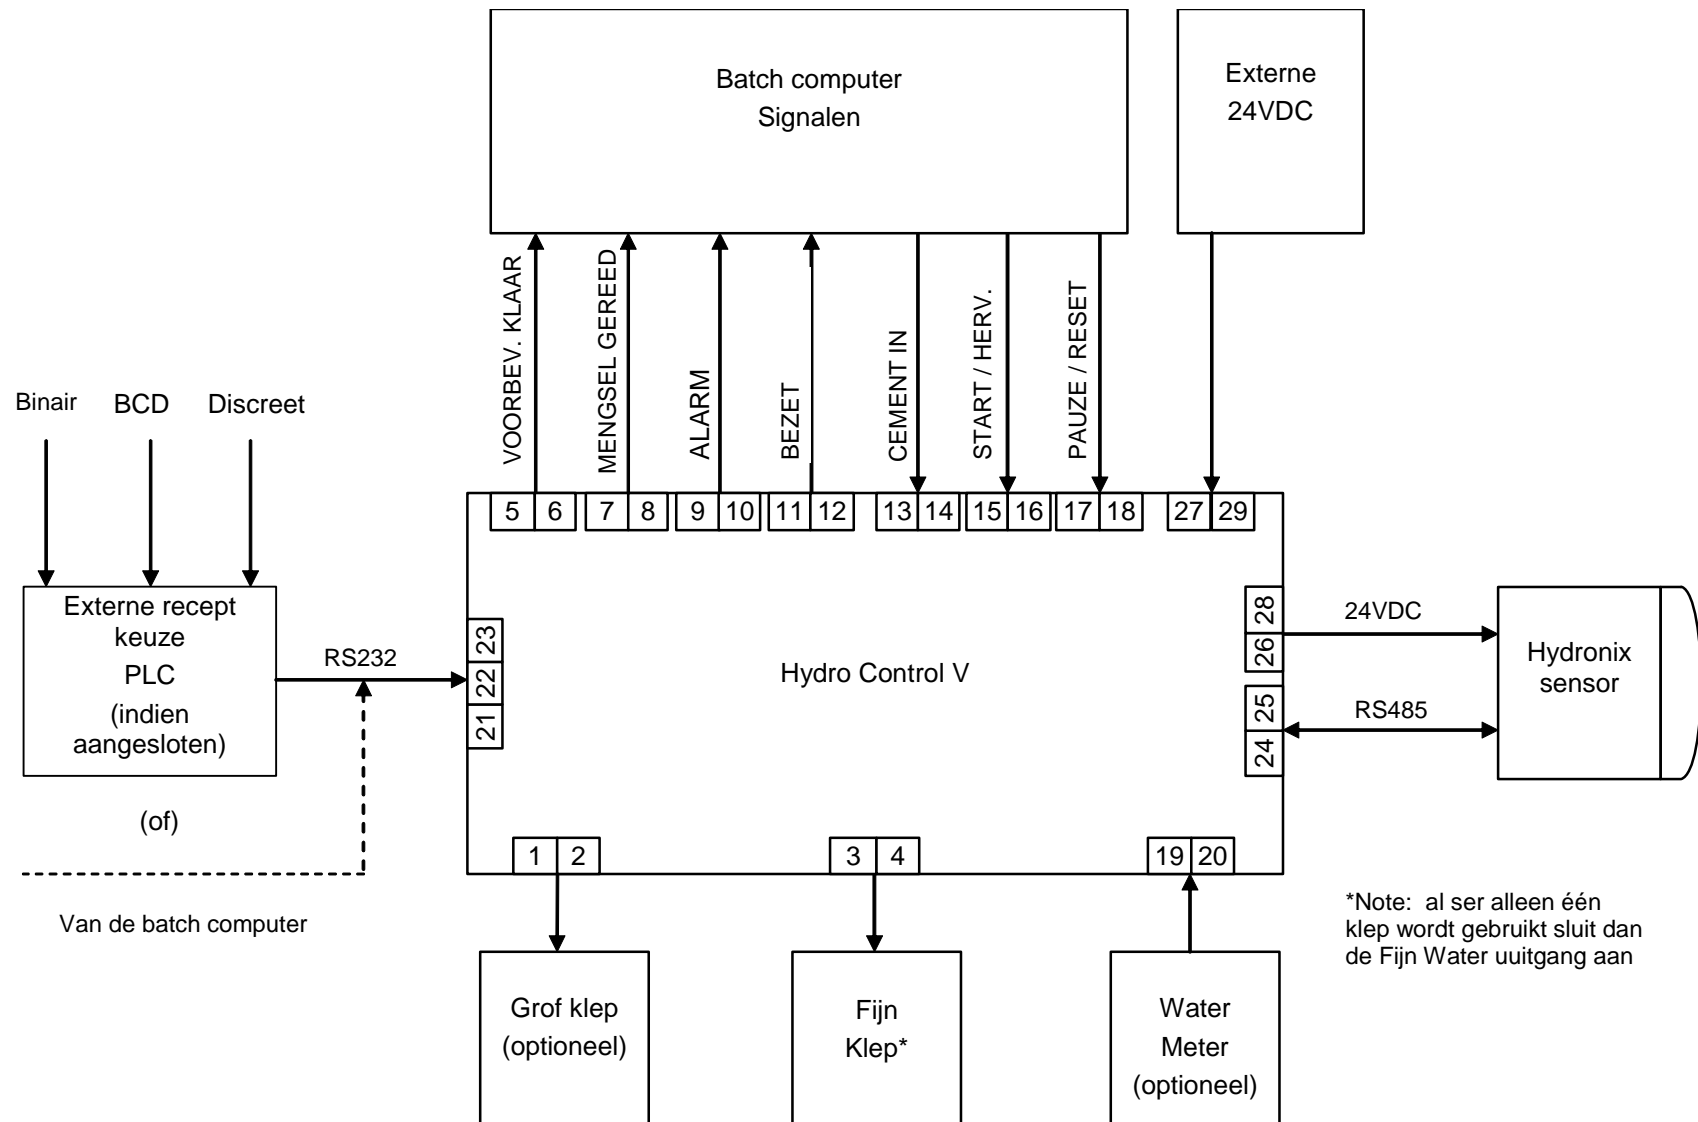 Batch computer
Signalen
Externe
24VDC
VOORBEV. KLAAR
MENGSEL GEREED
ALARM
BEZET
CEMENT IN
START / HERV.
PAUZE / RESET
Binair
BCD
Discreet
5 6 7 8 9 10 11 12 13 14 15 16 17 18 27 29
Externe recept
keuze
PLC
(indien
aangesloten)
RS232
23
22
21
Hydro Control V
28
26
25
24
24VDC
RS485
Hydronix
sensor
(of)
Van de batch computer
1 2 3 4 19 20
*Note:  al ser alleen één
klep wordt gebruikt sluit dan
de Fijn Water uuitgang aan
Grof klep
(optioneel)
Fijn
Klep*
Water
Meter
(optioneel)